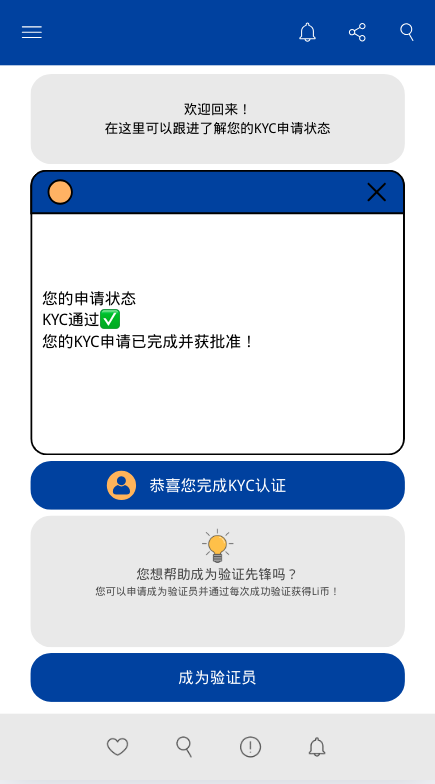 欢迎回来！
在这里可以跟进了解您的KYC申请状态
您的申请状态
KYC通过✅
您的KYC申请已完成并获批准！
恭喜您完成KYC认证
您想帮助成为验证先锋吗？
您可以申请成为验证员并通过每次成功验证获得Li币！
成为验证员